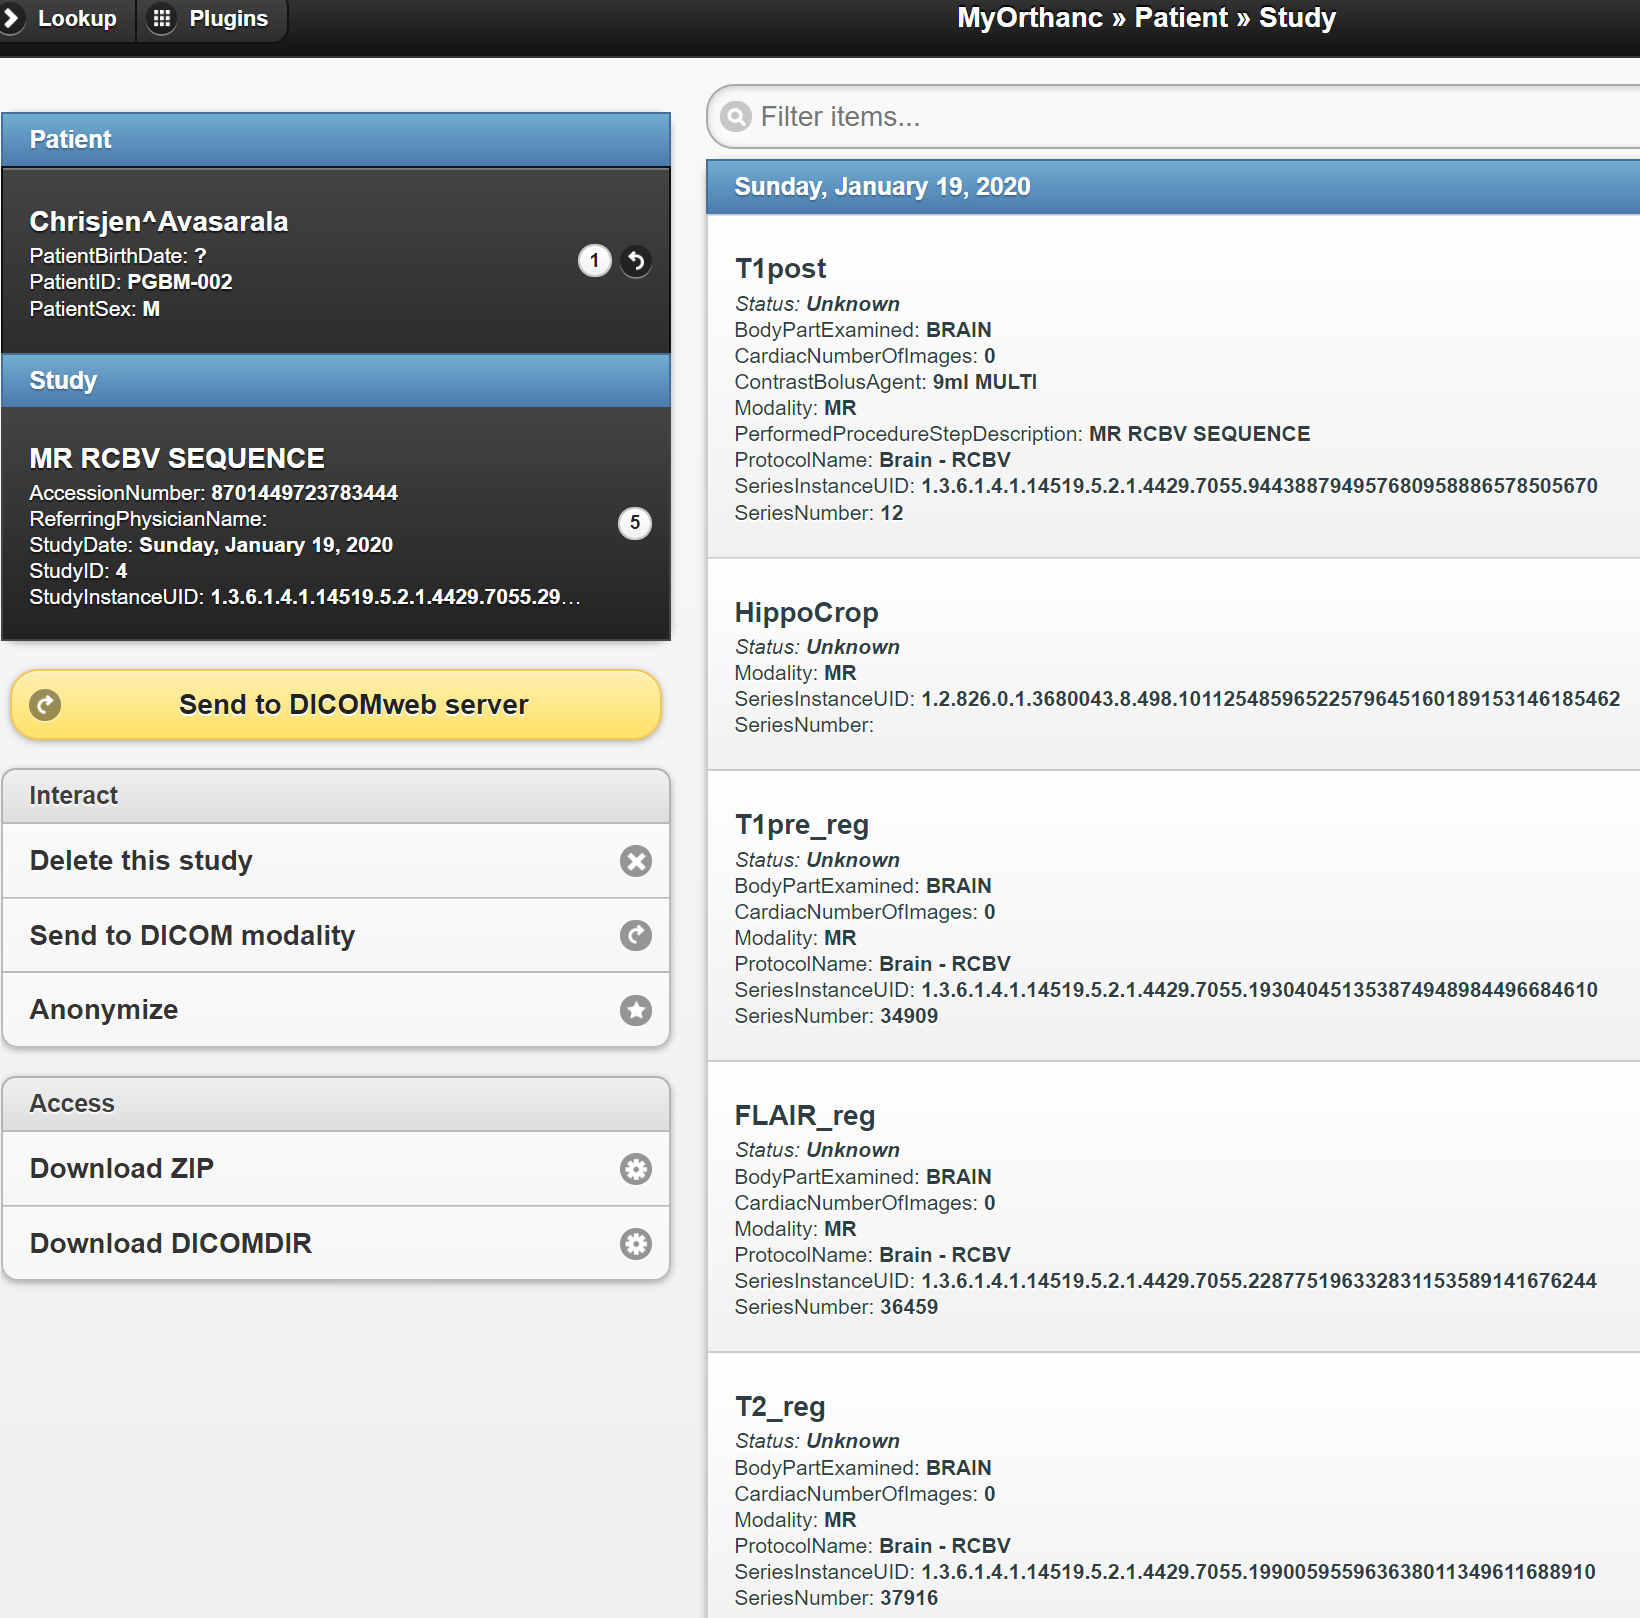 Lookup
Plugins
MyOrthanc » Patient » Study
Patient
Chrisjen^Avasarala
PatientBirthDate: ?
PatientID: PGBM-002
PatientSex: M
1
Study
MR RCBV SEQUENCE
AccessionNumber: 8701449723783444
ReferringPhysicianName:
StudyDate: Sunday, January 19, 2020
StudyID: 4
StudyInstanceUID: 1.3.6.1.4.1.14519.5.2.1.4429.7055.29…
5
Send to DICOMweb server
Interact
Delete this study
Send to DICOM modality
Anonymize
Access
Download ZIP
Download DICOMDIR
Filter items...
Sunday, January 19, 2020
T1post
Status: Unknown
BodyPartExamined: BRAIN
CardiacNumberOfImages: 0
ContrastBolusAgent: 9ml MULTI
Modality: MR
PerformedProcedureStepDescription: MR RCBV SEQUENCE
ProtocolName: Brain - RCBV
SeriesInstanceUID: 1.3.6.1.4.1.14519.5.2.1.4429.7055.944388794957680958886578505670
SeriesNumber: 12
HippoCrop
Status: Unknown
Modality: MR
SeriesInstanceUID: 1.2.826.0.1.3680043.8.498.10112548596522579645160189153146185462
SeriesNumber:
T1pre_reg
Status: Unknown
BodyPartExamined: BRAIN
CardiacNumberOfImages: 0
Modality: MR
ProtocolName: Brain - RCBV
SeriesInstanceUID: 1.3.6.1.4.1.14519.5.2.1.4429.7055.193040451353874948984496684610
SeriesNumber: 34909
FLAIR_reg
Status: Unknown
BodyPartExamined: BRAIN
CardiacNumberOfImages: 0
Modality: MR
ProtocolName: Brain - RCBV
SeriesInstanceUID: 1.3.6.1.4.1.14519.5.2.1.4429.7055.228775196332831153589141676244
SeriesNumber: 36459
T2_reg
Status: Unknown
BodyPartExamined: BRAIN
CardiacNumberOfImages: 0
Modality: MR
ProtocolName: Brain - RCBV
SeriesInstanceUID: 1.3.6.1.4.1.14519.5.2.1.4429.7055.199005955963638011349611688910
SeriesNumber: 37916